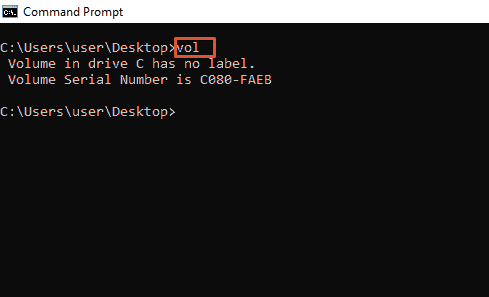 Command Prompt
C:\Users\user\Desktop>vol
Volume in drive C has no label.
Volume Serial Number is C080-FAEB
C:\Users\user\Desktop>